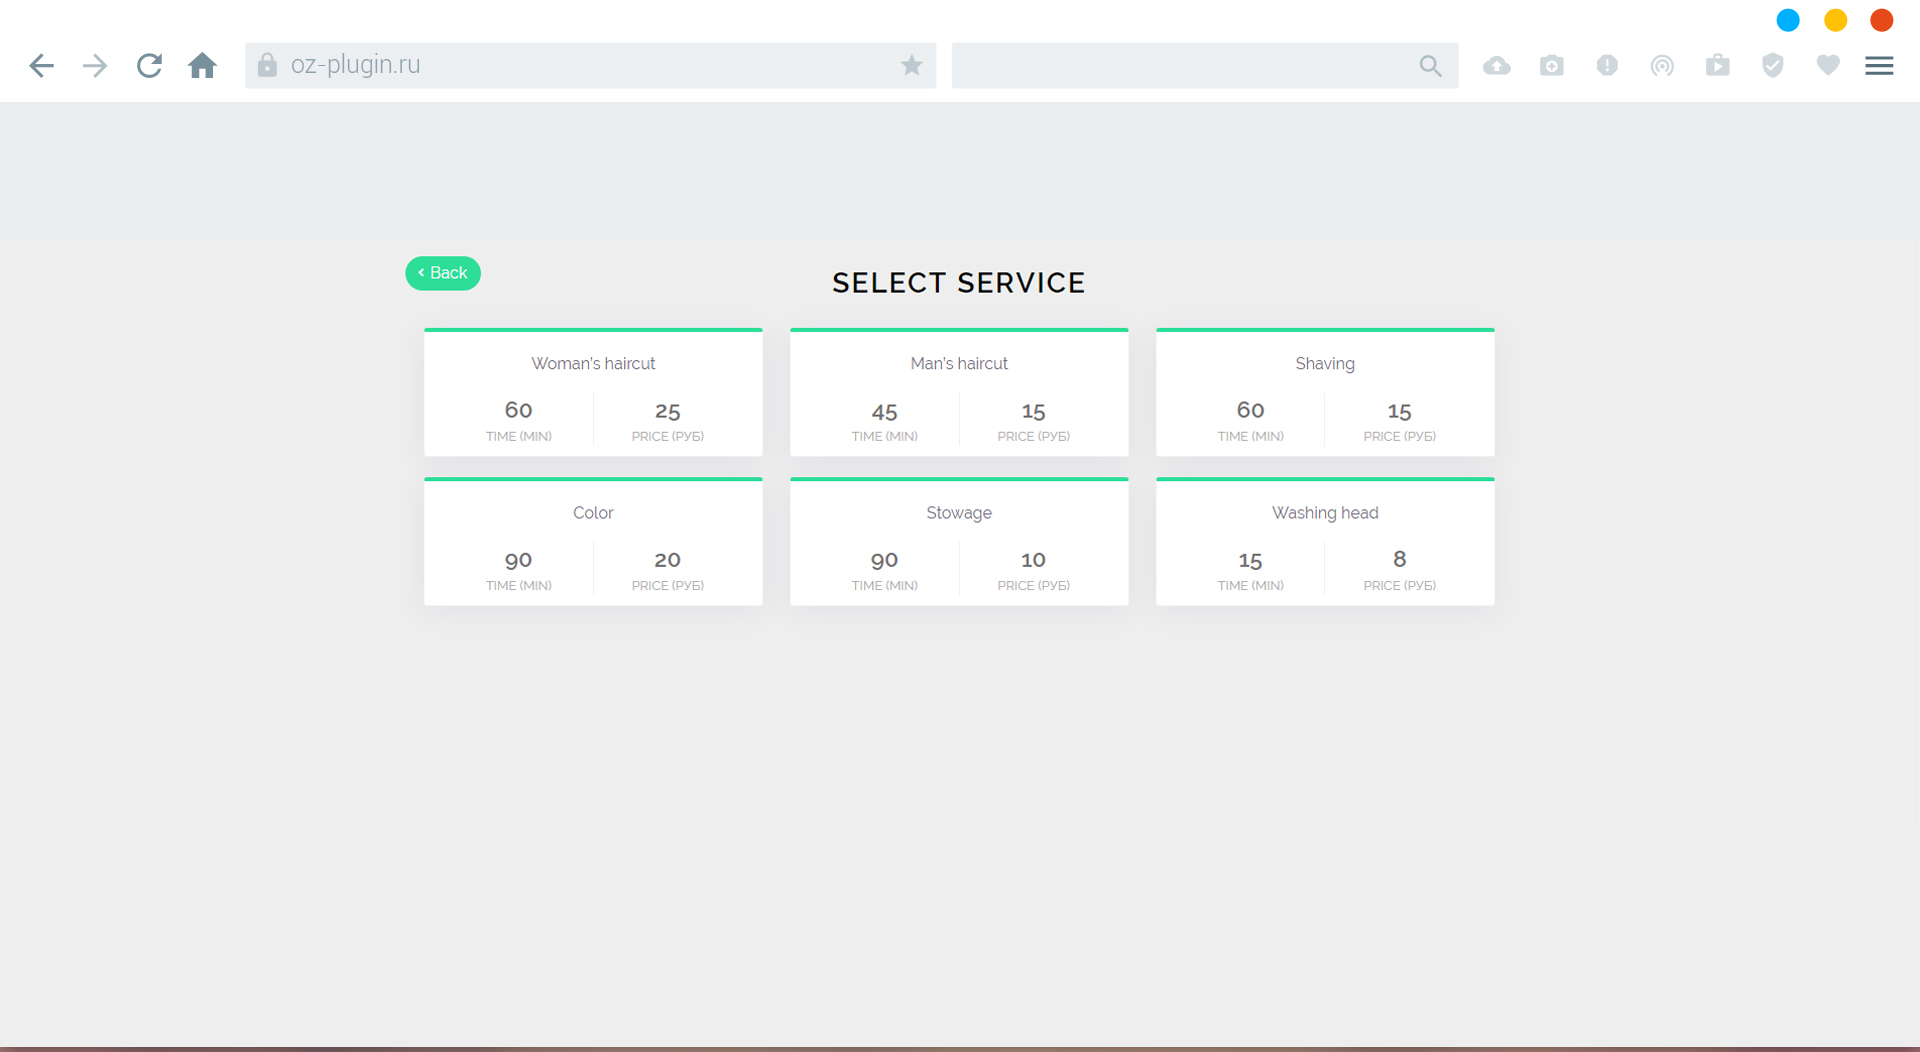 oz-plugin.ru
Back
SELECT SERVICE
Woman's haircut
60
TIME (MIN)
25
PRICE (РУБ)
Man's haircut
45
TIME (MIN)
15
PRICE (РУБ)
Shaving
60
TIME (MIN)
15
PRICE (РУБ)
Color
90
TIME (MIN)
20
PRICE (РУБ)
Stowage
90
TIME (MIN)
10
PRICE (РУБ)
Washing head
15
TIME (MIN)
8
PRICE (РУБ)